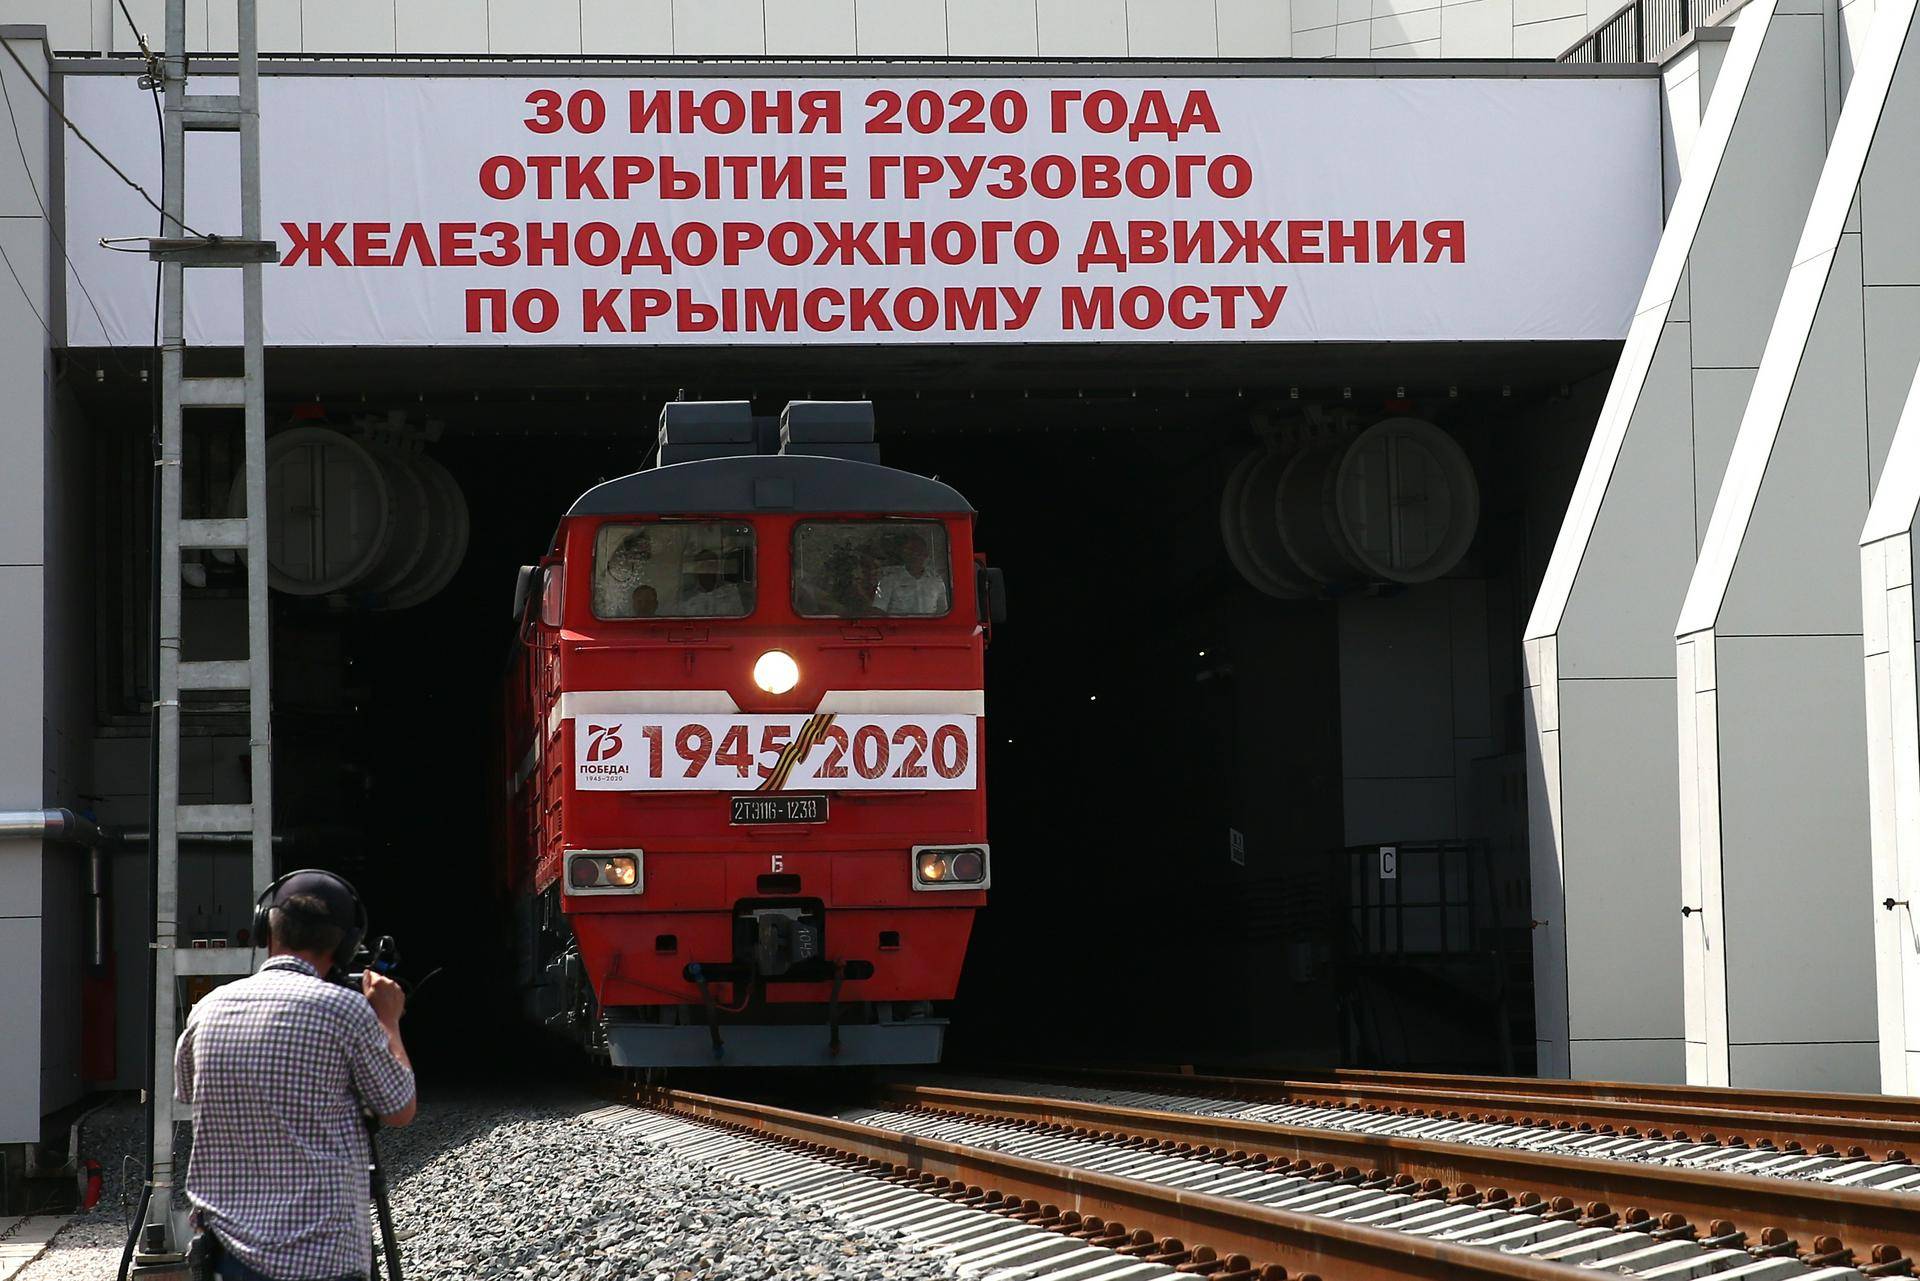 30 ИЮНЯ 2020 ГОДА
ОТКРЫТИЕ ГРУЗОВОГО
ЖЕЛЕЗНОДОРОЖНОГО ДВИЖЕНИЯ
ПО КРЫМСКОМУ МОСТУ
75
ПОБЕДА!
1945–2020
1945 2020
2ТЭ116-1238
Б
1045
С